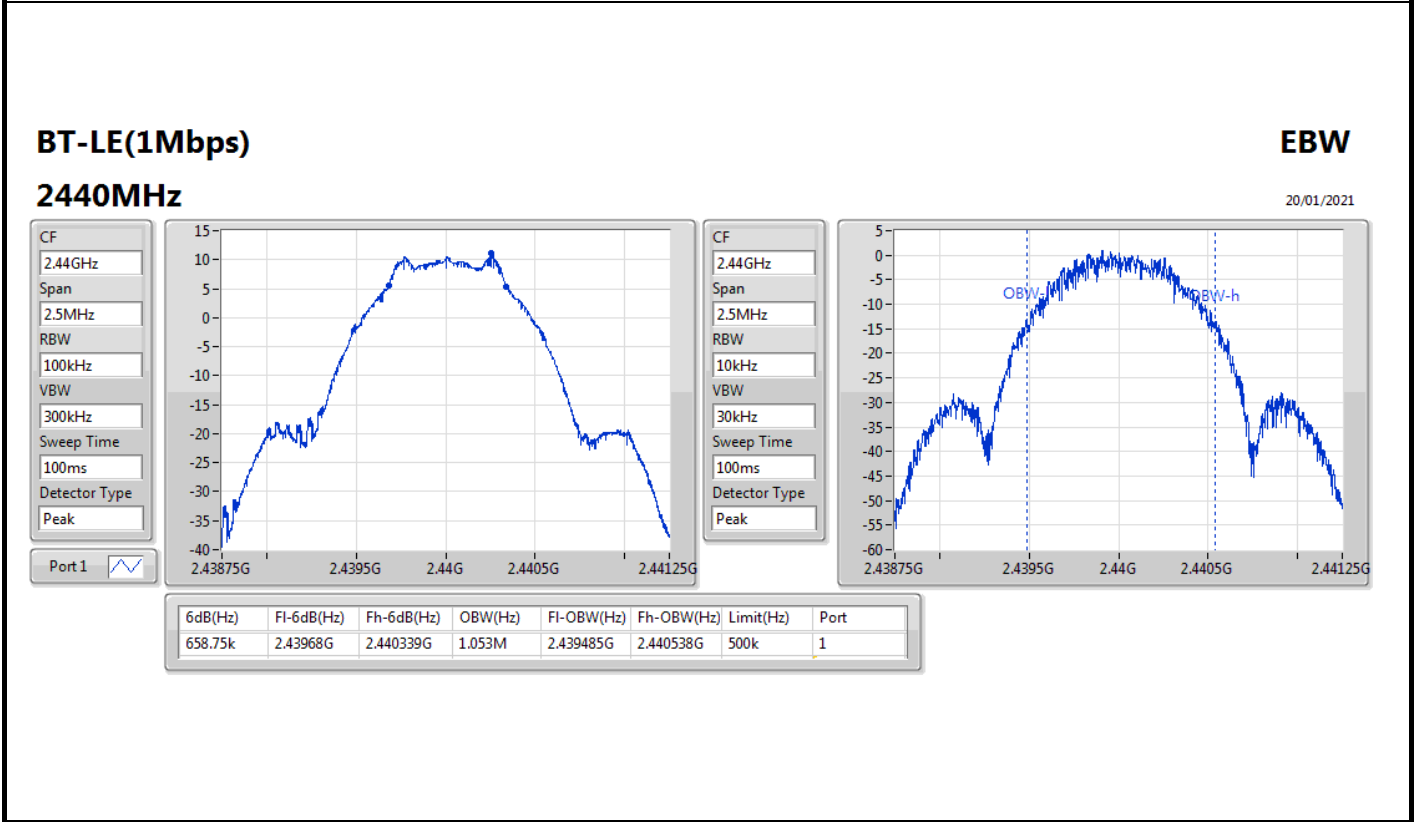 BT-LE(1Mbps)
EBW
2440MHz
20/01/2021
CF
2.44GHz
Span
2.5MHz
RBW
100kHz
VBW
300kHz
Sweep Time
100ms
Detector Type
Peak
Port 1
15
10
5
0
-5
-10
-15
-20
-25
-30
-35
-40
2.43875G 2.4395G 2.44G 2.4405G 2.44125G
CF
2.44GHz
Span
2.5MHz
RBW
10kHz
VBW
30kHz
Sweep Time
100ms
Detector Type
Peak
5
0
-5
-10
-15
-20
-25
-30
-35
-40
-45
-50
-55
-60
OBW-
OBW-h
2.43875G 2.4395G 2.44G 2.4405G 2.44125G
6dB(Hz) Fl-6dB(Hz) Fh-6dB(Hz) OBW(Hz) Fl-OBW(Hz) Fh-OBW(Hz) Limit(Hz) Port
658.75k 2.43968G 2.440339G 1.053M 2.439485G 2.440538G 500k 1